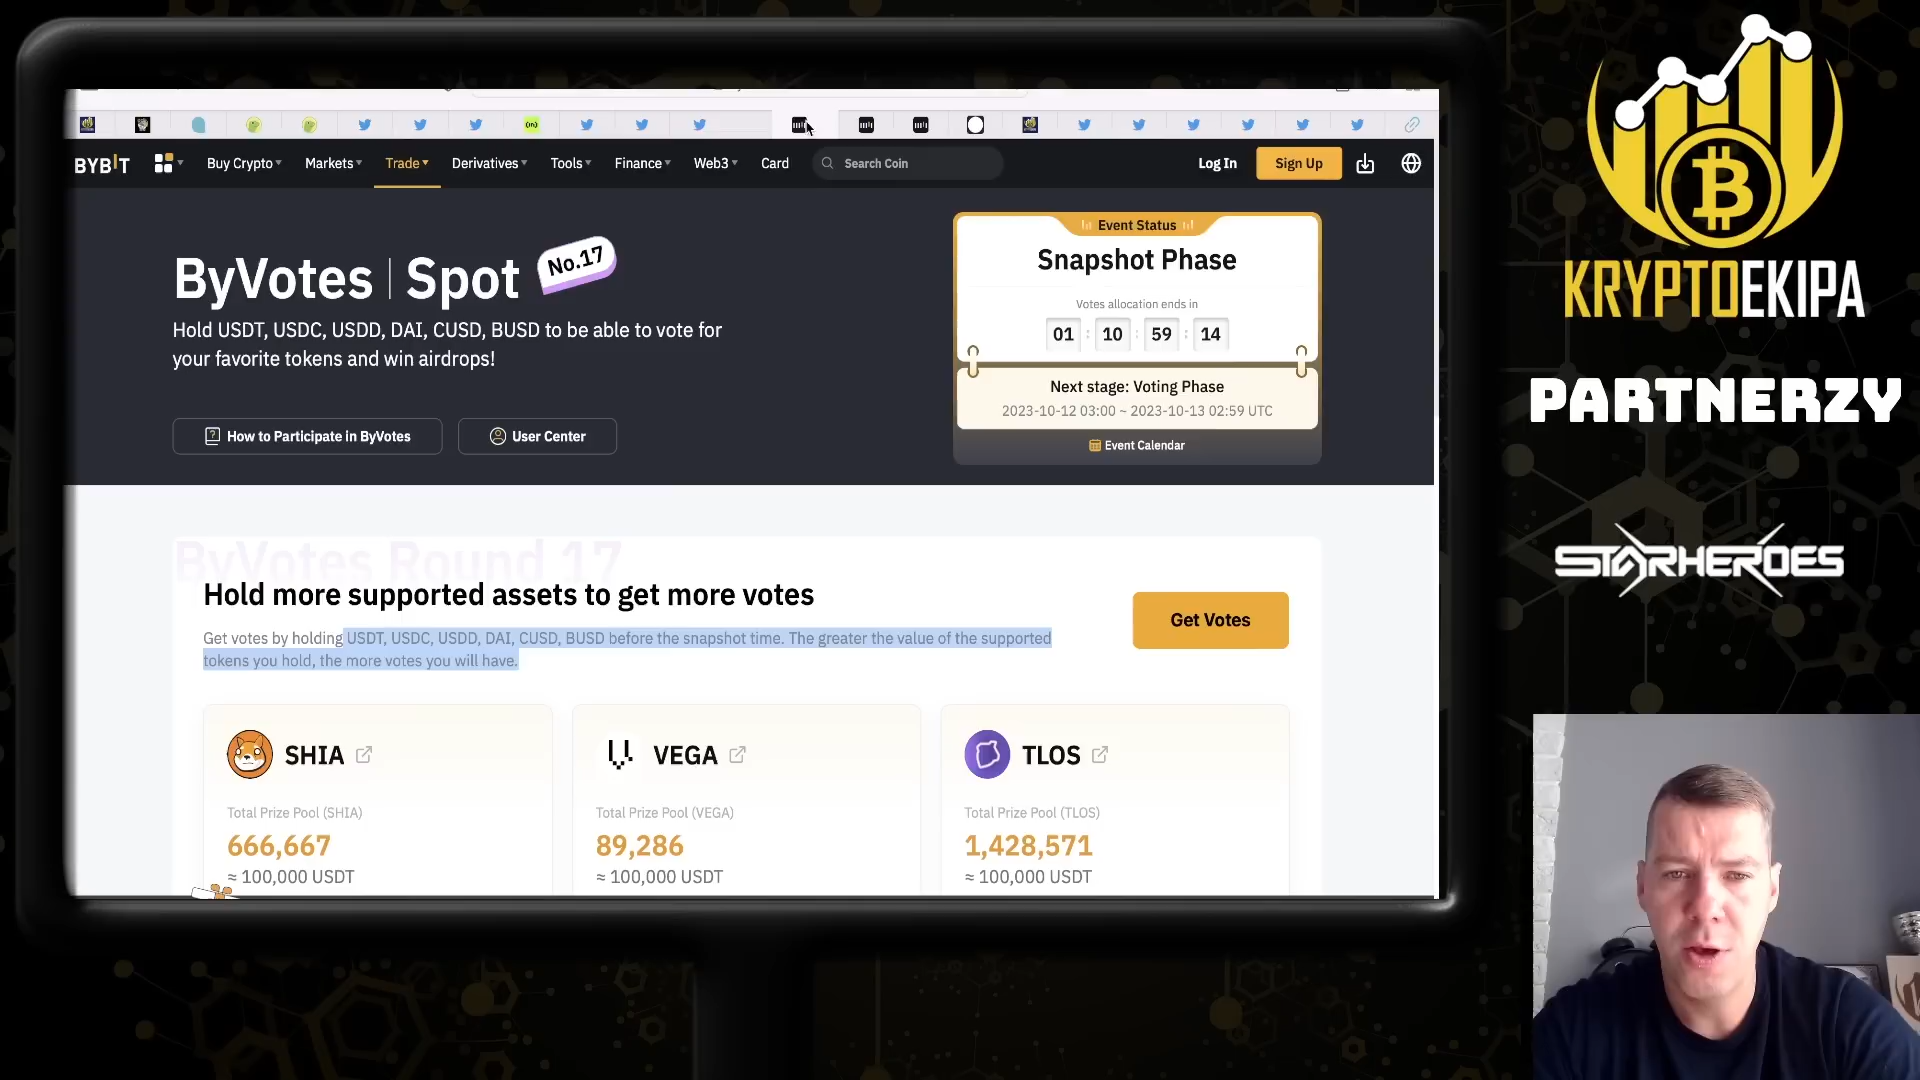 BYBIT
Buy Crypto
Markets
Trade
Derivatives
Tools
Finance
Web3
Card
Search Coin
Log In
Sign Up
ByVotes | Spot
No.17
Hold USDT, USDC, USDD, DAI, CUSD, BUSD to be able to vote for
your favorite tokens and win airdrops!
How to Participate in ByVotes
User Center
Event Status
Snapshot Phase
Votes allocation ends in
01 : 10 : 59 : 14
Next stage: Voting Phase
2023-10-12 03:00 ~ 2023-10-13 02:59 UTC
Event Calendar
ByVotes Round 17
Hold more supported assets to get more votes
Get votes by holding USDT, USDC, USDD, DAI, CUSD, BUSD before the snapshot time. The greater the value of the supported
tokens you hold, the more votes you will have.
Get Votes
SHIA
Total Prize Pool (SHIA)
666,667
≈ 100,000 USDT
VEGA
Total Prize Pool (VEGA)
89,286
≈ 100,000 USDT
TLOS
Total Prize Pool (TLOS)
1,428,571
≈ 100,000 USDT
KRYPTOEKIPA
PARTNERZY
STARHEROES